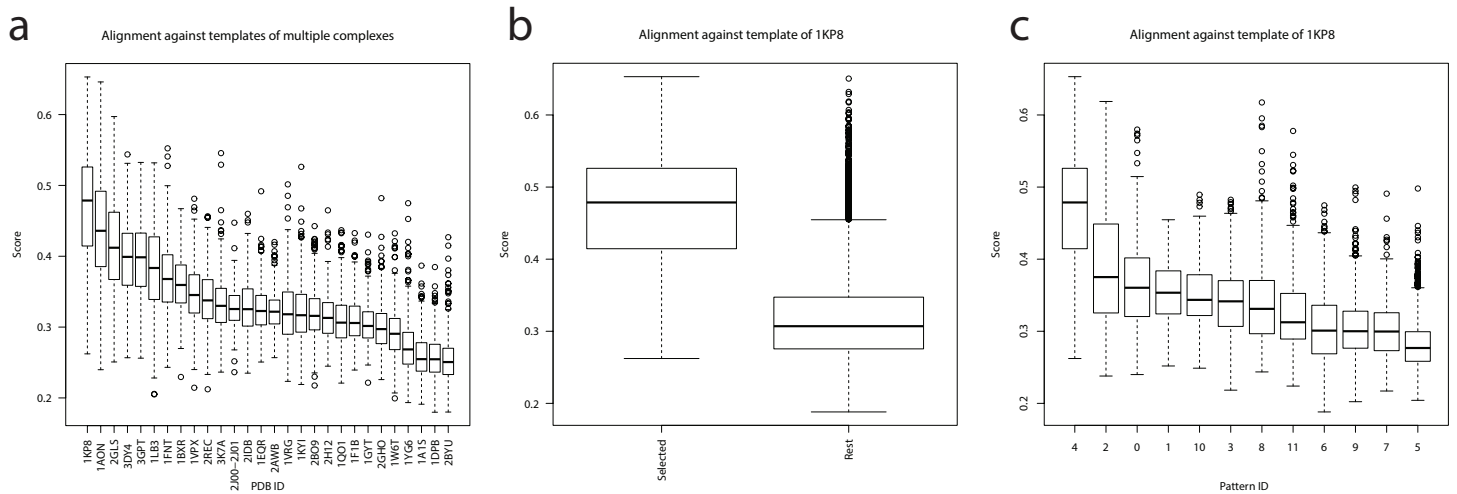 a
Alignment against templates of multiple complexes
Score
0.6
0.5
0.4
0.3
0.2
1KP8
1AON
2GLS
3DY4
3GPT
1LB3
1FNT
1BXR
1VPX
2REC
3K7A
2J00-2J01
2IDB
1EQR
2AWB
1VRG
1KYI
2BO9
2H12
1QO1
1F1B
1GYT
2GHO
1W6T
1YG6
1A1S
1DPB
2BYU
PDB ID
b
Alignment against template of 1KP8
Score
0.6
0.5
0.4
0.3
0.2
Selected
Rest
c
Alignment against template of 1KP8
Score
0.6
0.5
0.4
0.3
0.2
4 2 0 1 10 3 8 11 6 9 7 5
Pattern ID